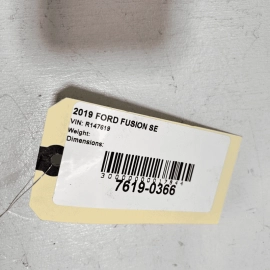 2019 FORD FUSION SE
VIN: R147619
Weight:
Dimensions:
7619-0366